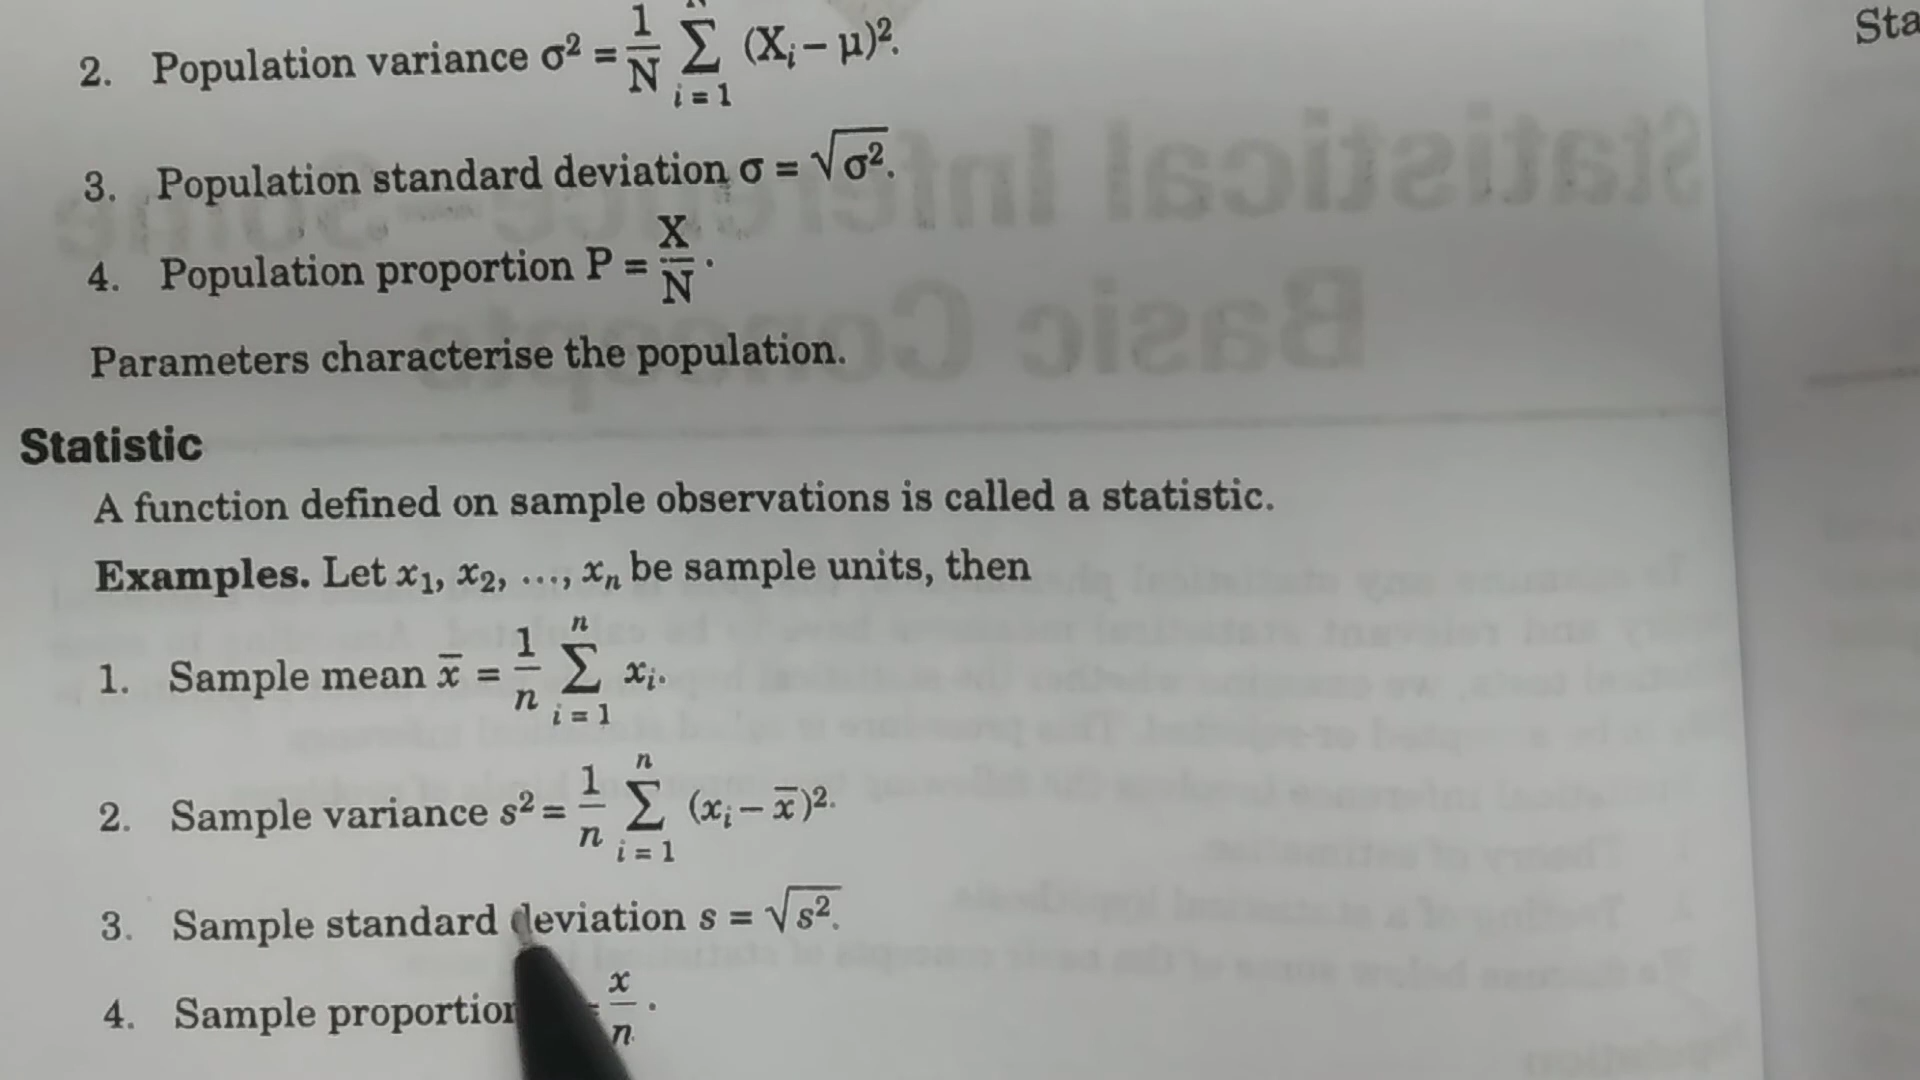 Sta
2. Population variance σ² = 1/N Σ i = 1 (Xᵢ – μ)².
3. Population standard deviation σ = √σ².
4. Population proportion P = X/N .
Parameters characterise the population.
Statistic
A function defined on sample observations is called a statistic.
Examples. Let x₁, x₂, ..., xₙ be sample units, then
1. Sample mean x̄ = 1/n Σ i = 1 n xᵢ.
2. Sample variance s² = 1/n Σ i = 1 n (xᵢ – x̄)².
3. Sample standard deviation s = √s².
4. Sample proportion = x/n .